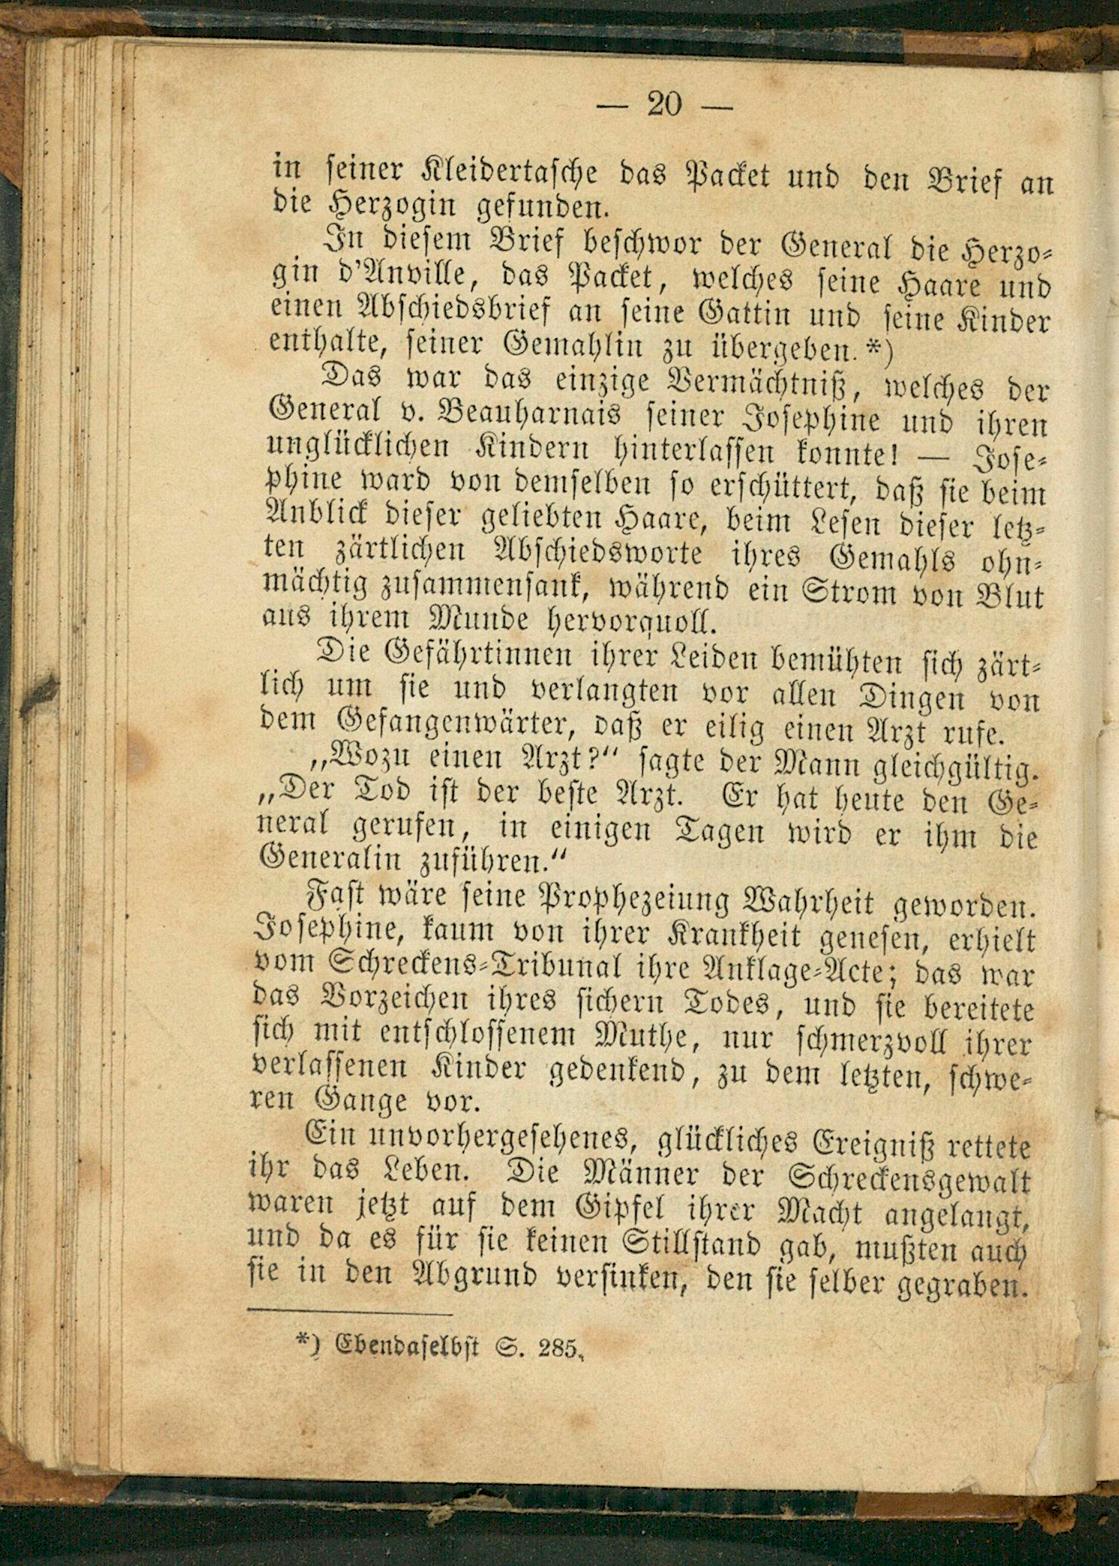 — 20 —
in seiner Kleidertasche das Packet und den Brief an
die Herzogin gefunden.
In diesem Brief beschwor der General die Herzo-
gin d'Anville, das Packet, welches seine Haare und
einen Abschiedsbrief an seine Gattin und seine Kinder
enthalte, seiner Gemahlin zu übergeben.*)
Das war das einzige Vermächtniß, welches der
General v. Beauharnais seiner Josephine und ihren
unglücklichen Kindern hinterlassen konnte! — Jose-
phine ward von demselben so erschüttert, daß sie beim
Anblick dieser geliebten Haare, beim Lesen dieser letz-
ten zärtlichen Abschiedsworte ihres Gemahls ohn-
mächtig zusammensank, während ein Strom von Blut
aus ihrem Munde hervorquoll.
Die Gefährtinnen ihrer Leiden bemühten sich zärt-
lich um sie und verlangten vor allen Dingen von
dem Gefangenwärter, daß er eilig einen Arzt rufe.
„Wozu einen Arzt?“ sagte der Mann gleichgültig.
„Der Tod ist der beste Arzt. Er hat heute den Ge-
neral gerufen, in einigen Tagen wird er ihm die
Generalin zuführen.“
Fast wäre seine Prophezeiung Wahrheit geworden.
Josephine, kaum von ihrer Krankheit genesen, erhielt
vom Schreckens-Tribunal ihre Anklage-Acte; das war
das Vorzeichen ihres sichern Todes, und sie bereitete
sich mit entschlossenem Muthe, nur schmerzvoll ihrer
verlassenen Kinder gedenkend, zu dem letzten, schwe-
ren Gange vor.
Ein unvorhergesehenes, glückliches Ereigniß rettete
ihr das Leben. Die Männer der Schreckensgewalt
waren jetzt auf dem Gipfel ihrer Macht angelangt,
und da es für sie keinen Stillstand gab, mußten auch
sie in den Abgrund versinken, den sie selber gegraben.
*) Ebendaselbst S. 285.